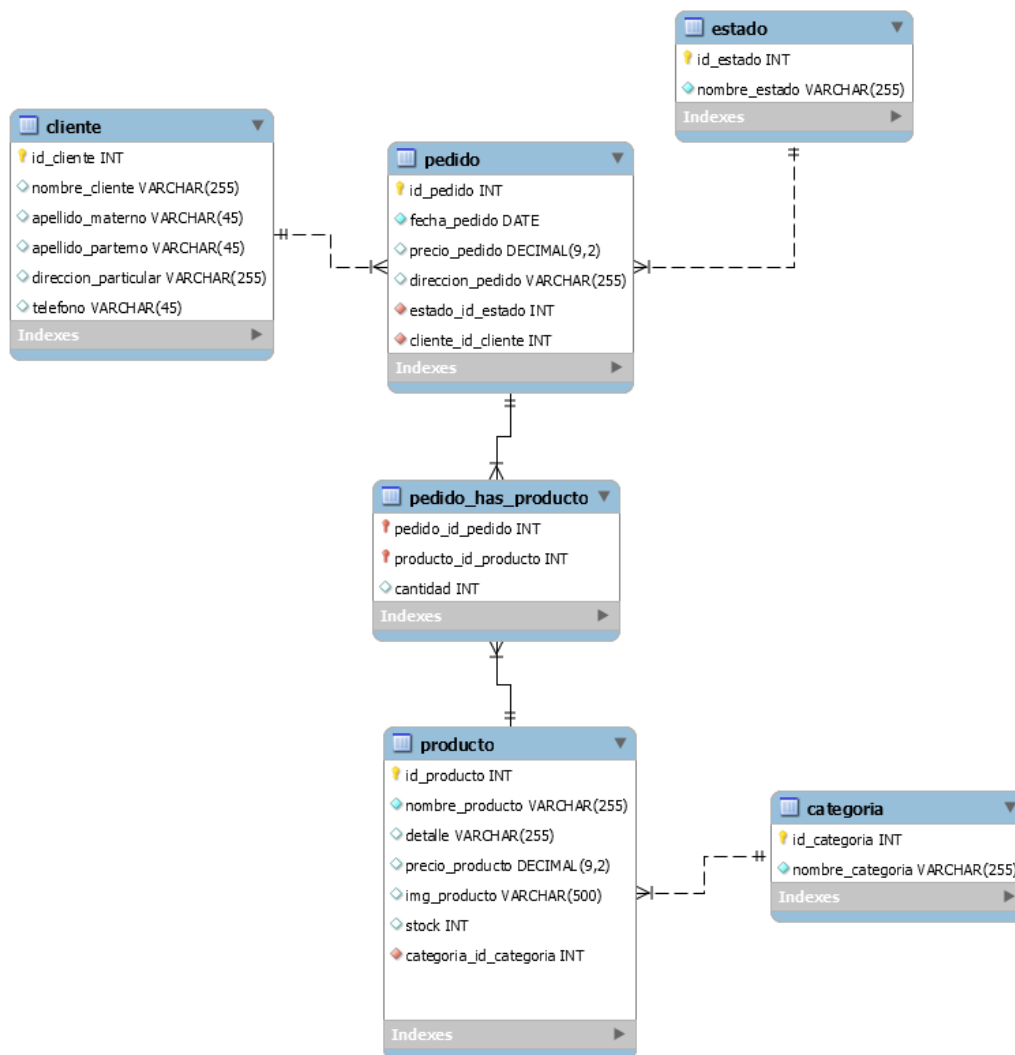 estado
id_estado INT
nombre_estado VARCHAR(255)
Indexes
cliente
id_cliente INT
nombre_cliente VARCHAR(255)
apellido_materno VARCHAR(45)
apellido_parterno VARCHAR(45)
direccion_particular VARCHAR(255)
telefono VARCHAR(45)
Indexes
pedido
id_pedido INT
fecha_pedido DATE
precio_pedido DECIMAL(9,2)
direccion_pedido VARCHAR(255)
estado_id_estado INT
cliente_id_cliente INT
Indexes
pedido_has_producto
pedido_id_pedido INT
producto_id_producto INT
cantidad INT
Indexes
producto
id_producto INT
nombre_producto VARCHAR(255)
detalle VARCHAR(255)
precio_producto DECIMAL(9,2)
img_producto VARCHAR(500)
stock INT
categoria_id_categoria INT
Indexes
categoria
id_categoria INT
nombre_categoria VARCHAR(255)
Indexes